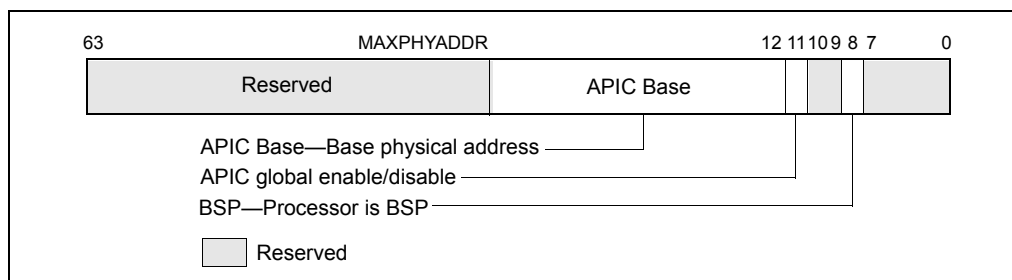 63 MAXPHYADDR 12 11 10 9 8 7 0
Reserved APIC Base
APIC Base—Base physical address
APIC global enable/disable
BSP—Processor is BSP
Reserved